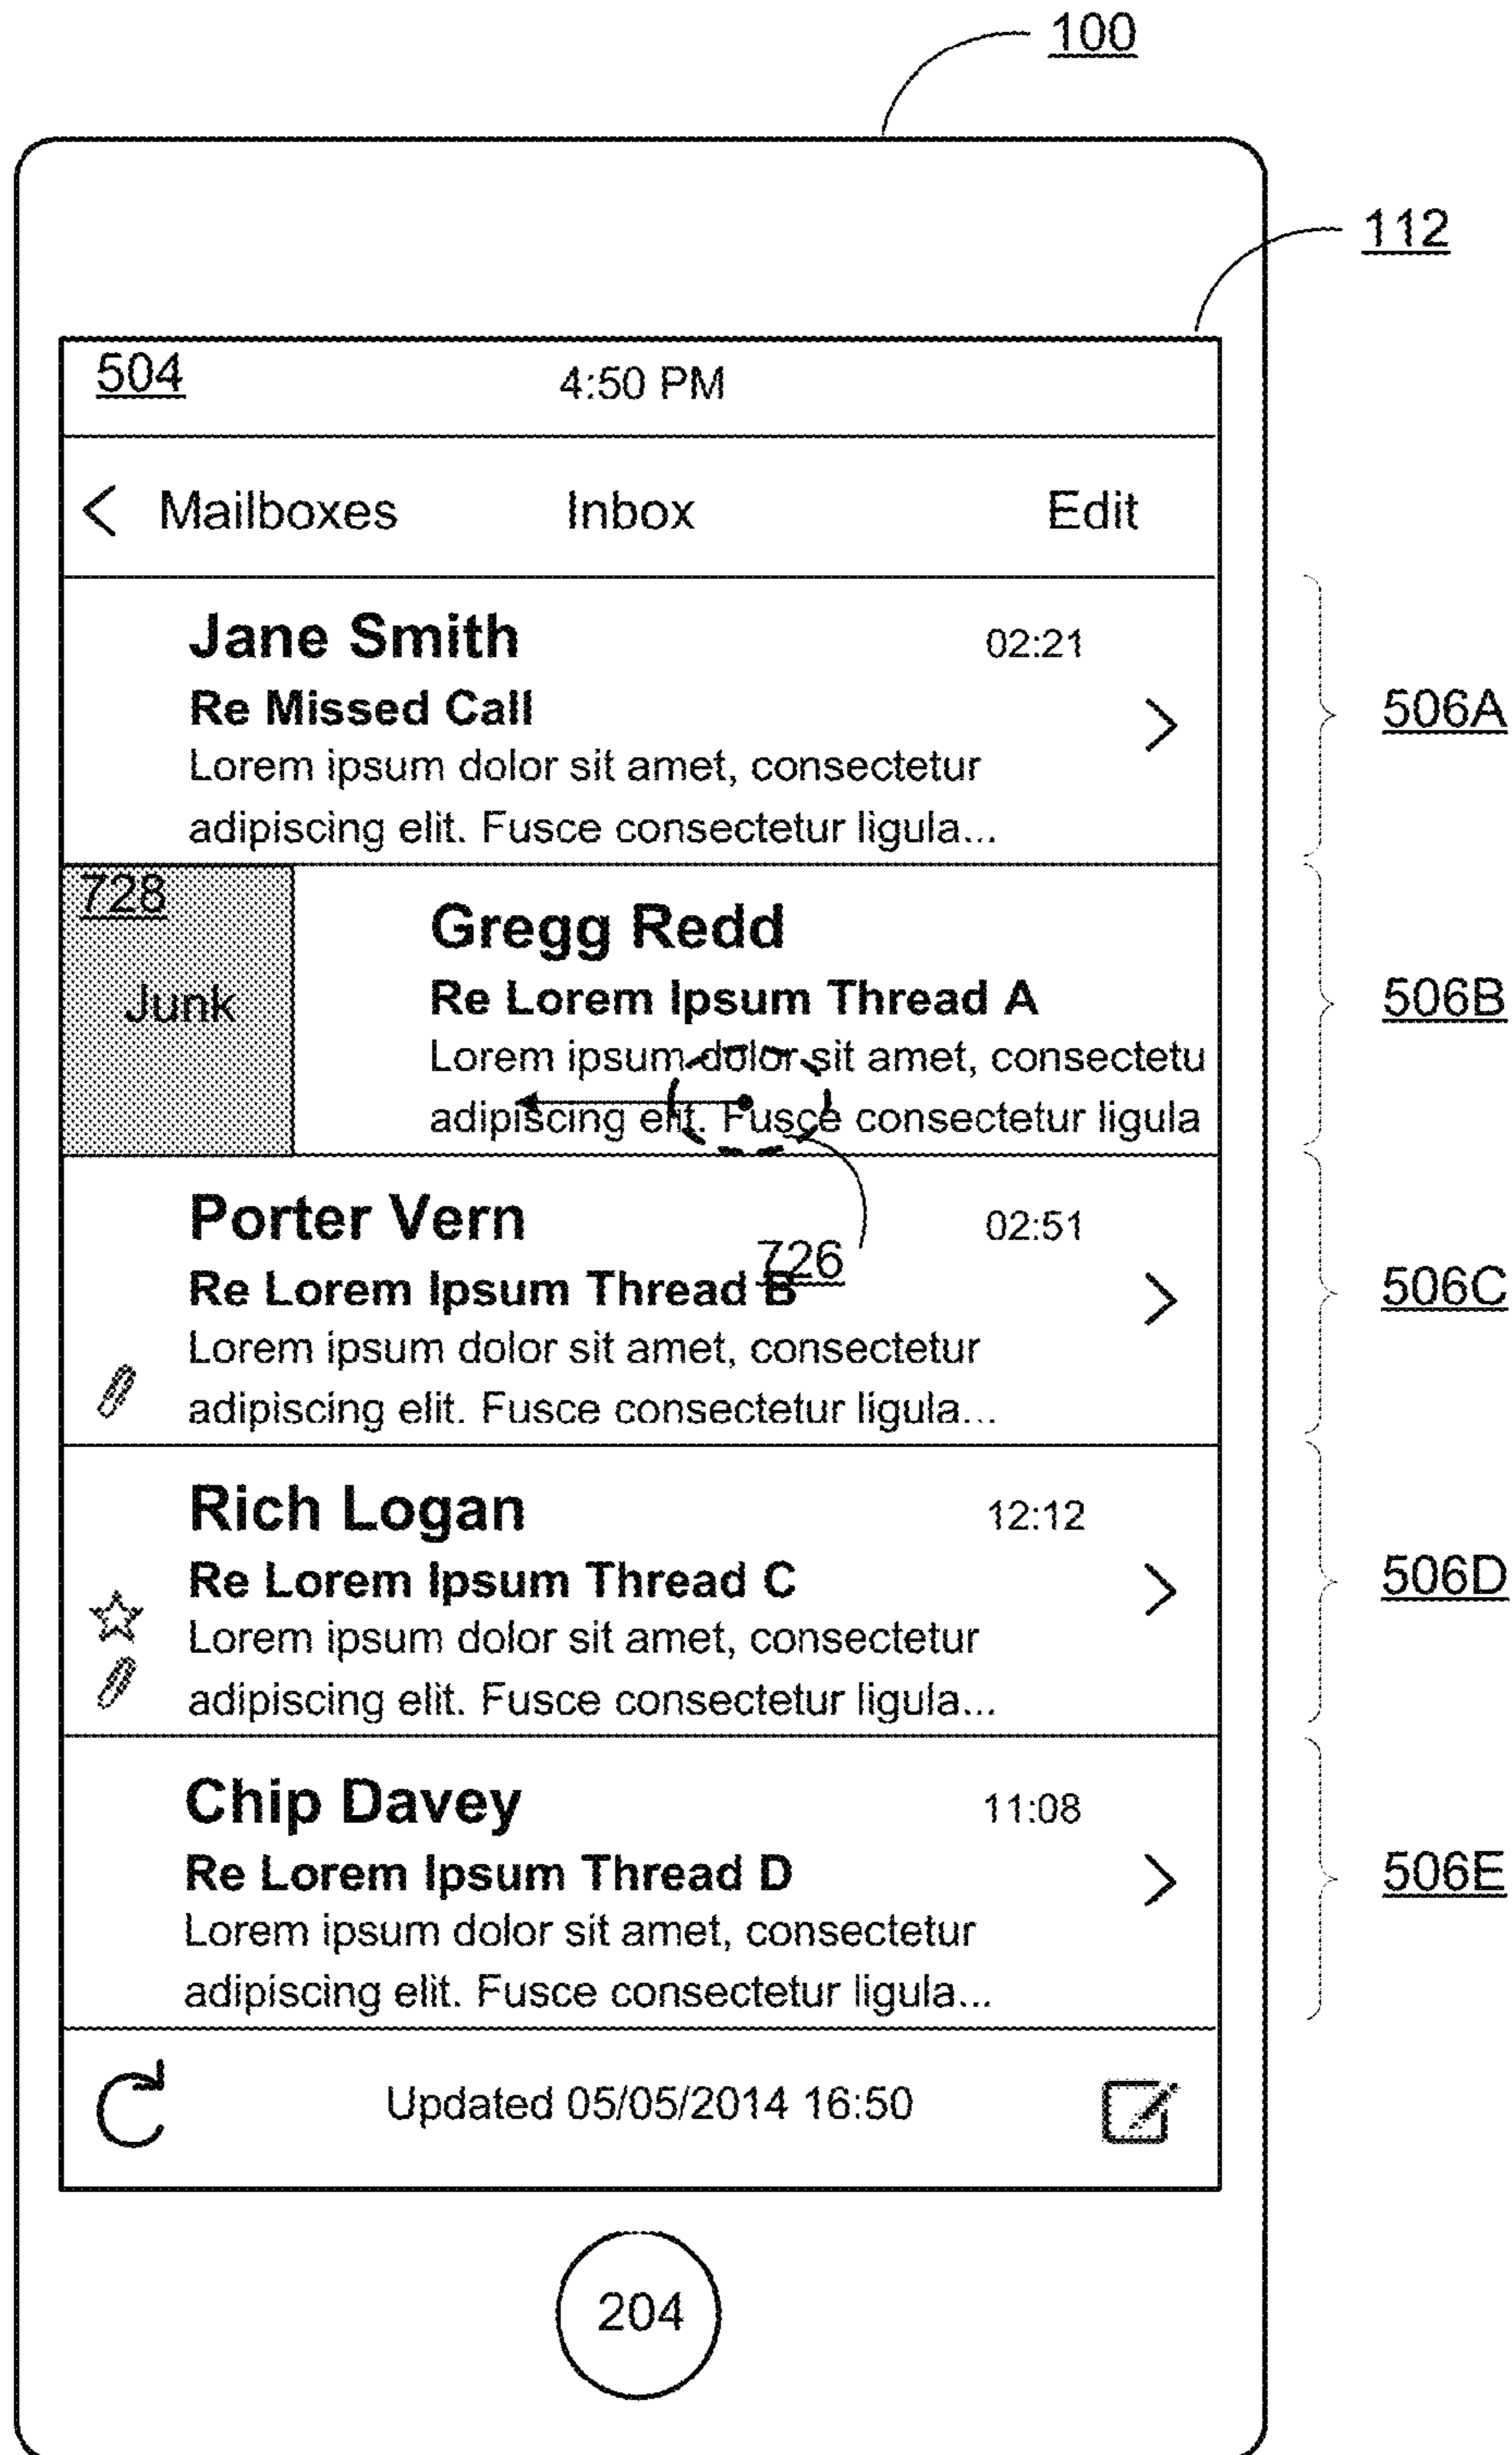 100
112
504
4:50 PM
< Mailboxes Inbox Edit
Jane Smith 02:21
Re Missed Call
Lorem ipsum dolor sit amet, consectetur
adipiscing elit. Fusce consectetur ligula...
506A
728
Junk
Gregg Redd
Re Lorem Ipsum Thread A
Lorem ipsum dolor sit amet, consectetu
adipiscing elit. Fusce consectetur ligula
506B
Porter Vern 02:51
726
Re Lorem Ipsum Thread B
Lorem ipsum dolor sit amet, consectetur
adipiscing elit. Fusce consectetur ligula...
506C
Rich Logan 12:12
Re Lorem Ipsum Thread C
Lorem ipsum dolor sit amet, consectetur
adipiscing elit. Fusce consectetur ligula...
506D
Chip Davey 11:08
Re Lorem Ipsum Thread D
Lorem ipsum dolor sit amet, consectetur
adipiscing elit. Fusce consectetur ligula...
506E
Updated 05/05/2014 16:50
204